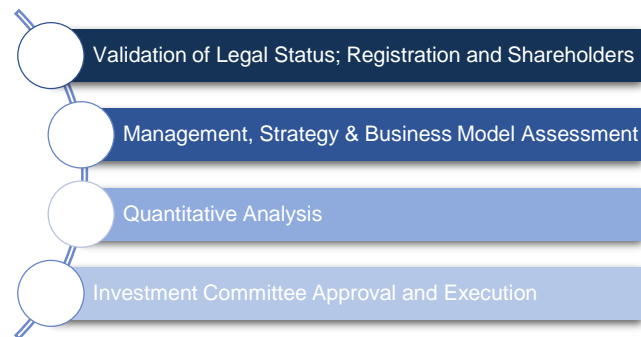 Validation of Legal Status; Registration and Shareholders
Management, Strategy & Business Model Assessment
Quantitative Analysis
Investment Committee Approval and Execution